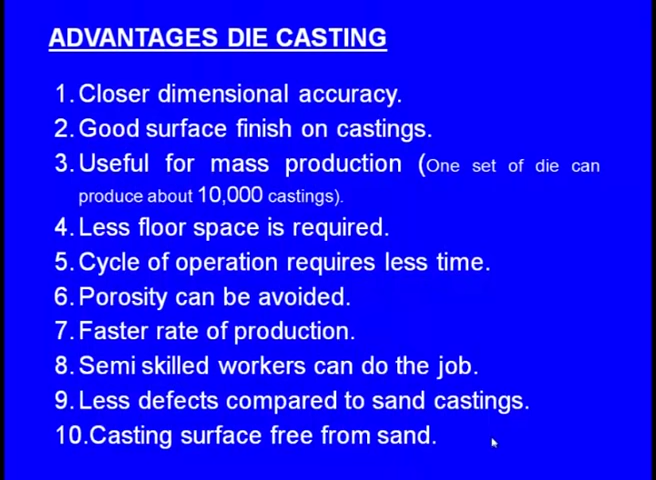 ADVANTAGES DIE CASTING
1. Closer dimensional accuracy.
2. Good surface finish on castings.
3. Useful for mass production (One set of die can
produce about 10,000 castings).
4. Less floor space is required.
5. Cycle of operation requires less time.
6. Porosity can be avoided.
7. Faster rate of production.
8. Semi skilled workers can do the job.
9. Less defects compared to sand castings.
10.Casting surface free from sand.